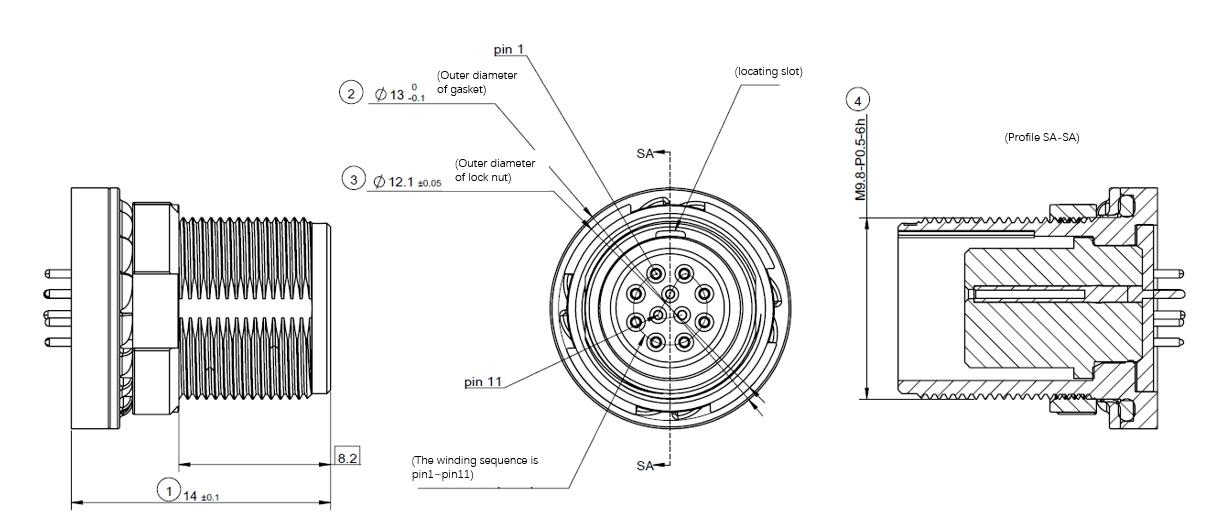 pin 1
(Outer diameter
of gasket)
(locating slot)
2
Ø 13 0 -0.1
4
M9.8-P0.5-6h
(Profile SA-SA)
SA
(Outer diameter
of lock nut)
3
Ø 12.1 ±0.05
pin 11
8.2
(The winding sequence is
pin1~pin11)
SA
1
14 ±0.1